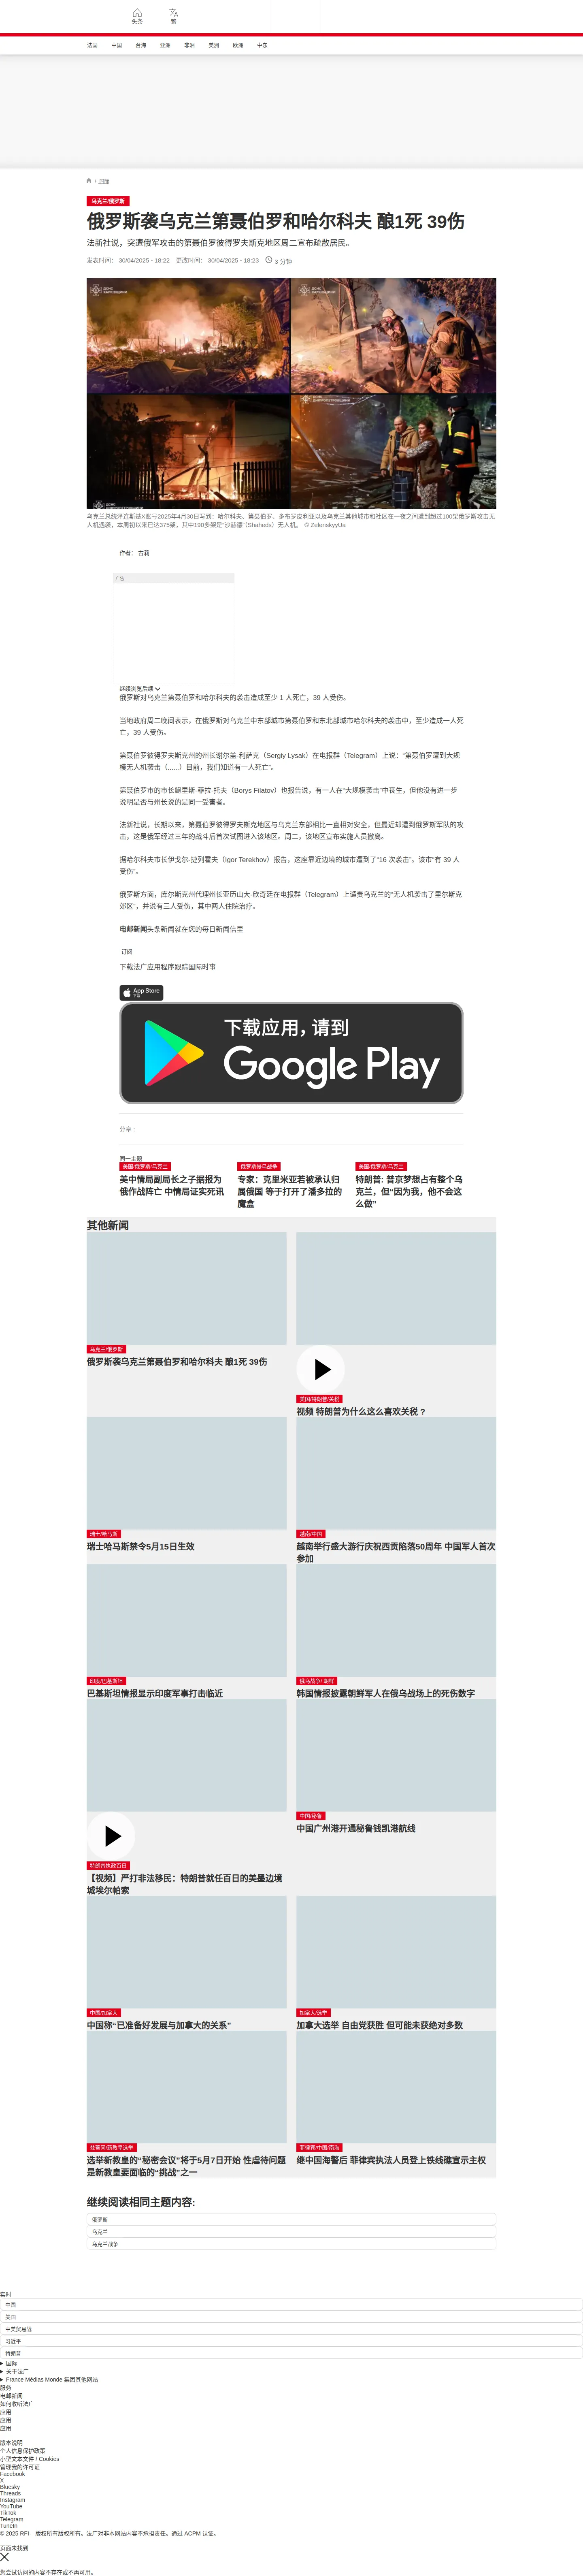 头条
繁
法国
中国
台海
亚洲
非洲
美洲
欧洲
中东
/ 国际
乌克兰/俄罗斯
俄罗斯袭乌克兰第聂伯罗和哈尔科夫 酿1死 39伤
法新社说，突遭俄军攻击的第聂伯罗彼得罗夫斯克地区周二宣布疏散居民。
发表时间： 30/04/2025 - 18:22 更改时间： 30/04/2025 - 18:23 3 分钟
乌克兰总统泽连斯基X账号2025年4月30日写到：哈尔科夫、第聂伯罗、多布罗皮利亚以及乌克兰其他城市和社区在一夜之间遭到超过100架俄罗斯攻击无
人机通袭，本周初以来已达375架，其中190多架是“沙赫德”（Shaheds）无人机。 © ZelenskyyUa
作者： 古莉
广告
继续浏览后续
俄罗斯对乌克兰第聂伯罗和哈尔科夫的袭击造成至少 1 人死亡，39 人受伤。
当地政府周二晚间表示，在俄罗斯对乌克兰中东部城市第聂伯罗和东北部城市哈尔科夫的袭击中，至少造成一人死
亡，39 人受伤。
第聂伯罗彼得罗夫斯克州的州长谢尔盖-利萨克（Sergiy Lysak）在电报群（Telegram）上说：“第聂伯罗遭到大规
模无人机袭击（......）目前，我们知道有一人死亡”。
第聂伯罗市的市长鲍里斯-菲拉-托夫（Borys Filatov）也报告说，有一人在“大规模袭击”中丧生，但他没有进一步
说明是否与州长说的是同一受害者。
法新社说，长期以来，第聂伯罗彼得罗夫斯克地区与乌克兰东部相比一直相对安全，但最近却遭到俄罗斯军队的攻
击，这是俄军经过三年的战斗后首次试图进入该地区。周二，该地区宣布实施人员撤离。
据哈尔科夫市长伊戈尔-捷列霍夫（Igor Terekhov）报告，这座靠近边境的城市遭到了“16 次袭击”。该市“有 39 人
受伤”。
俄罗斯方面，库尔斯克州代理州长亚历山大-欣奇廷在电报群（Telegram）上谴责乌克兰的“无人机袭击了里尔斯克
郊区”，并说有三人受伤，其中两人住院治疗。
电邮新闻头条新闻就在您的每日新闻信里
订阅
下载法广应用程序跟踪国际时事
App Store
下载
下载应用，请到
Google Play
分享 :
同一主题
美国/俄罗斯/乌克兰
美中情局副局长之子据报为
俄作战阵亡 中情局证实死讯
俄罗斯侵乌战争
专家：克里米亚若被承认归
属俄国 等于打开了潘多拉的
魔盒
美国/俄罗斯/乌克兰
特朗普: 普京梦想占有整个乌
克兰，但“因为我，他不会这
么做”
其他新闻
乌克兰/俄罗斯
俄罗斯袭乌克兰第聂伯罗和哈尔科夫 酿1死 39伤
美国/特朗普/关税
视频 特朗普为什么这么喜欢关税 ?
瑞士/哈马斯
瑞士哈马斯禁令5月15日生效
越南/中国
越南举行盛大游行庆祝西贡陷落50周年 中国军人首次
参加
印度/巴基斯坦
巴基斯坦情报显示印度军事打击临近
俄乌战争/ 朝鲜
韩国情报披露朝鲜军人在俄乌战场上的死伤数字
特朗普执政百日
【视频】严打非法移民：特朗普就任百日的美墨边境
城埃尔帕索
中国/秘鲁
中国广州港开通秘鲁钱凯港航线
中国/加拿大
中国称“已准备好发展与加拿大的关系”
加拿大/选举
加拿大选举 自由党获胜 但可能未获绝对多数
梵蒂冈/新教皇选举
选举新教皇的“秘密会议”将于5月7日开始 性虐待问题
是新教皇要面临的“挑战”之一
菲律宾/中国/南海
继中国海警后 菲律宾执法人员登上铁线礁宣示主权
继续阅读相同主题内容:
俄罗斯
乌克兰
乌克兰战争
实时
中国
美国
中美贸易战
习近平
特朗普
国际
关于法广
France Médias Monde 集团其他网站
服务
电邮新闻
如何收听法广
应用
应用
应用
版本说明
个人信息保护政策
小型文本文件 / Cookies
管理我的许可证
Facebook
X
Bluesky
Threads
Instagram
YouTube
TikTok
Telegram
TuneIn
© 2025 RFI – 版权所有版权所有。法广对非本网站内容不承担责任。通过 ACPM 认证。
页面未找到
您尝试访问的内容不存在或不再可用。